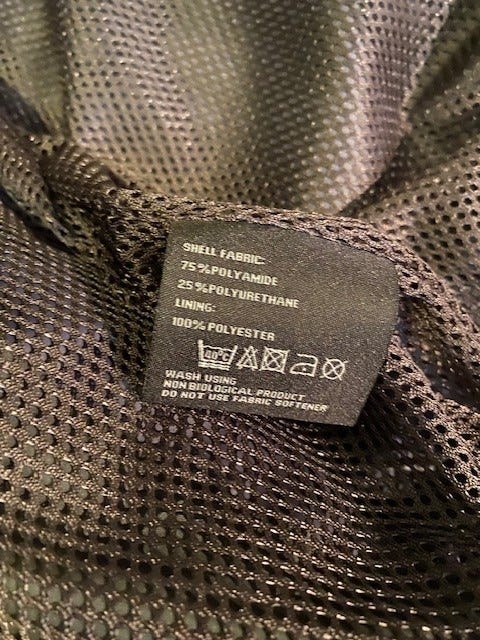 SHELL FABRIC:
75%POLYAMIDE
25%POLYURETHANE
LINING:
100%POLYESTER
40°C
WASH USING
NON BIOLOGICAL PRODUCT
DO NOT USE FABRIC SOFTENER